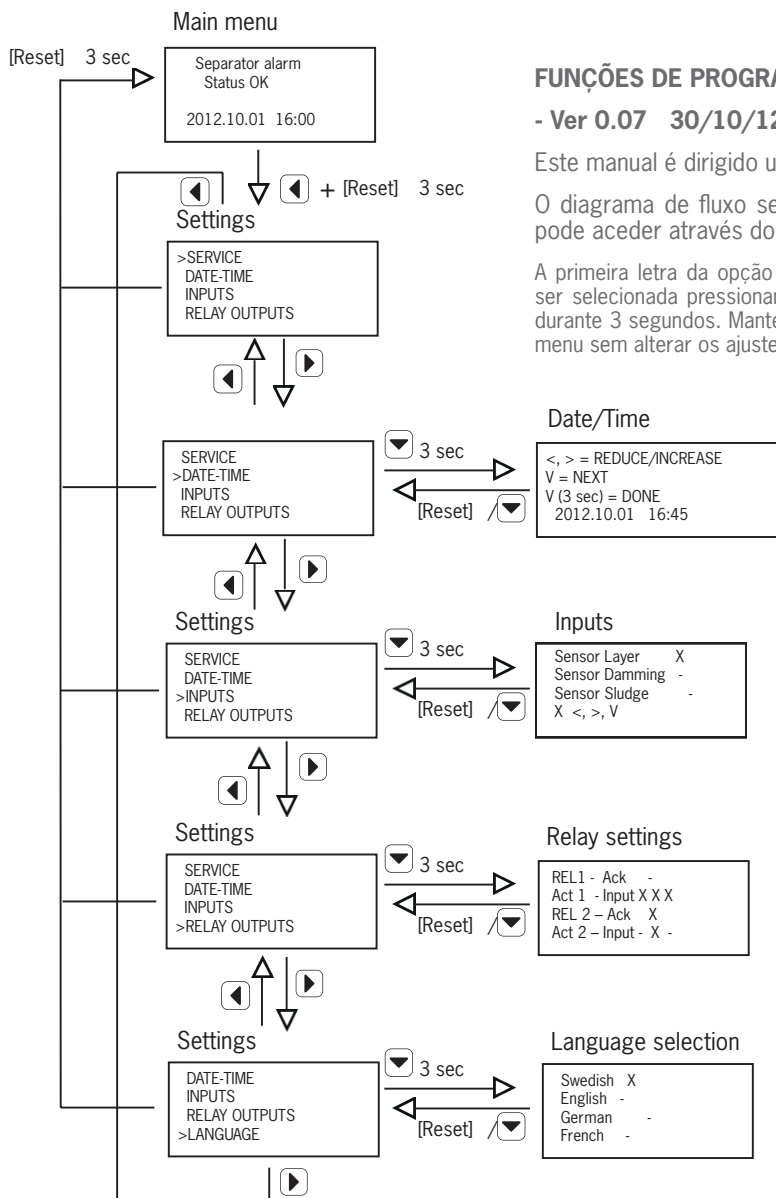 Main menu
[Reset] 3 sec
Separator alarm
Status OK
2012.10.01 16:00
+ [Reset] 3 sec
FUNÇÕES DE
- Ver 0.07 30/10/12
Este manual é dirigido
O diagrama de fluxo
pode aceder através
A primeira letra da opção
ser selecionada
durante 3 segundos.
menu sem alterar os
Settings
>SERVICE
DATE-TIME
INPUTS
RELAY OUTPUTS
SERVICE
>DATE-TIME
INPUTS
RELAY OUTPUTS
3 sec
[Reset] /
Date/Time
<, > = REDUCE/INCREASE
V = NEXT
V (3 sec) = DONE
2012.10.01 16:45
Settings
SERVICE
DATE-TIME
>INPUTS
RELAY OUTPUTS
3 sec
[Reset] /
Inputs
Sensor Layer X
Sensor Damming -
Sensor Sludge -
X <, >, V
Settings
SERVICE
DATE-TIME
INPUTS
>RELAY OUTPUTS
3 sec
[Reset] /
Relay settings
REL1 - Ack -
Act 1 - Input X X X
REL 2 – Ack X
Act 2 – Input - X -
Settings
DATE-TIME
INPUTS
RELAY OUTPUTS
>LANGUAGE
3 sec
[Reset] /
Language selection
Swedish X
English -
German -
French -